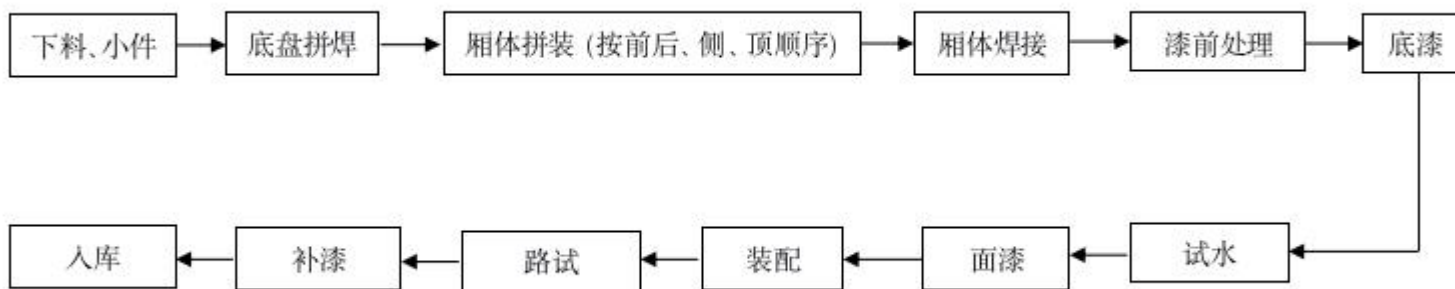 下料、小件
底盘拼焊
厢体拼装(按前后、侧、顶顺序)
厢体焊接
漆前处理
底漆
试水
面漆
装配
路试
补漆
入库